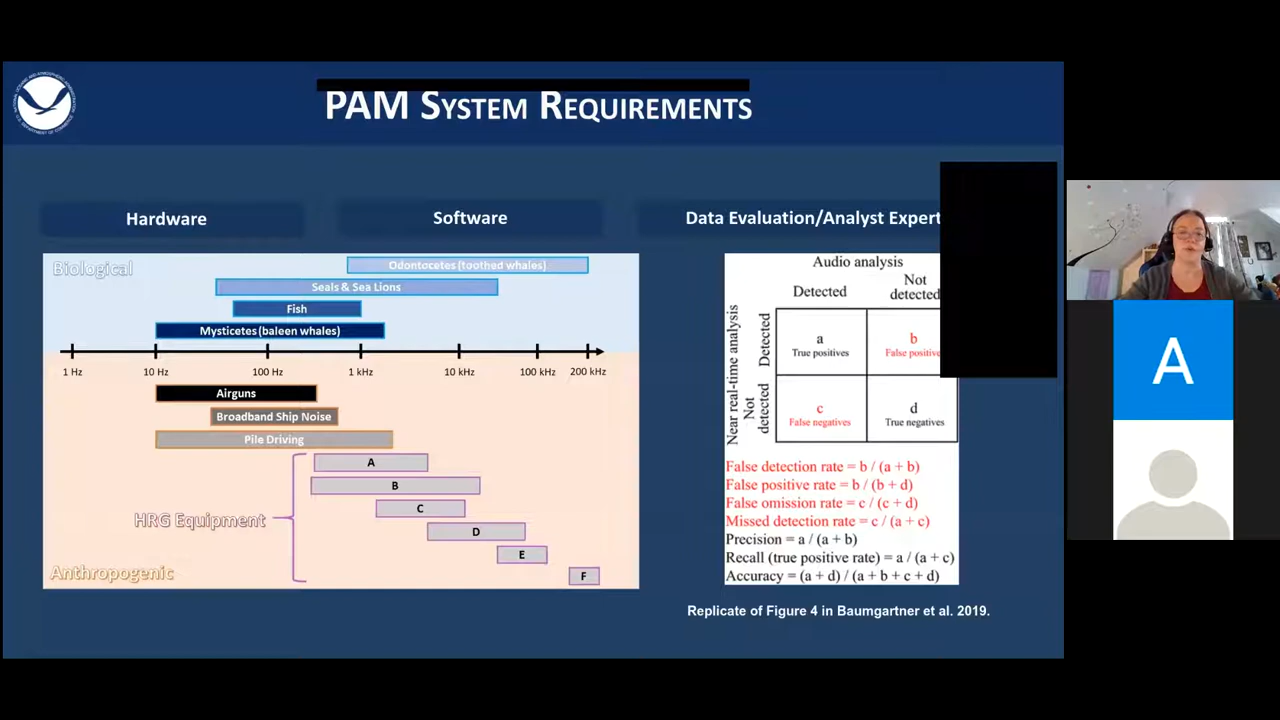 PAM System Requirements
Hardware
Software
Data Evaluation/Analyst Expert
Biological
Odontocetes (toothed whales)
Seals & Sea Lions
Fish
Mysticetes (baleen whales)
1 Hz
10 Hz
100 Hz
1 kHz
10 kHz
100 kHz
200 kHz
Airguns
Broadband Ship Noise
Pile Driving
A
B
C
D
E
F
HRG Equipment
Anthropogenic
Audio analysis
Detected
Not
detected
Near real-time analysis
Detected
Not
detected
a
True positives
b
False positive
c
False negatives
d
True negatives
False detection rate = b / (a + b)
False positive rate = b / (b + d)
False omission rate = c / (c + d)
Missed detection rate = c / (a + c)
Precision = a / (a + b)
Recall (true positive rate) = a / (a + c)
Accuracy = (a + d) / (a + b + c + d)
Replicate of Figure 4 in Baumgartner et al. 2019.
A